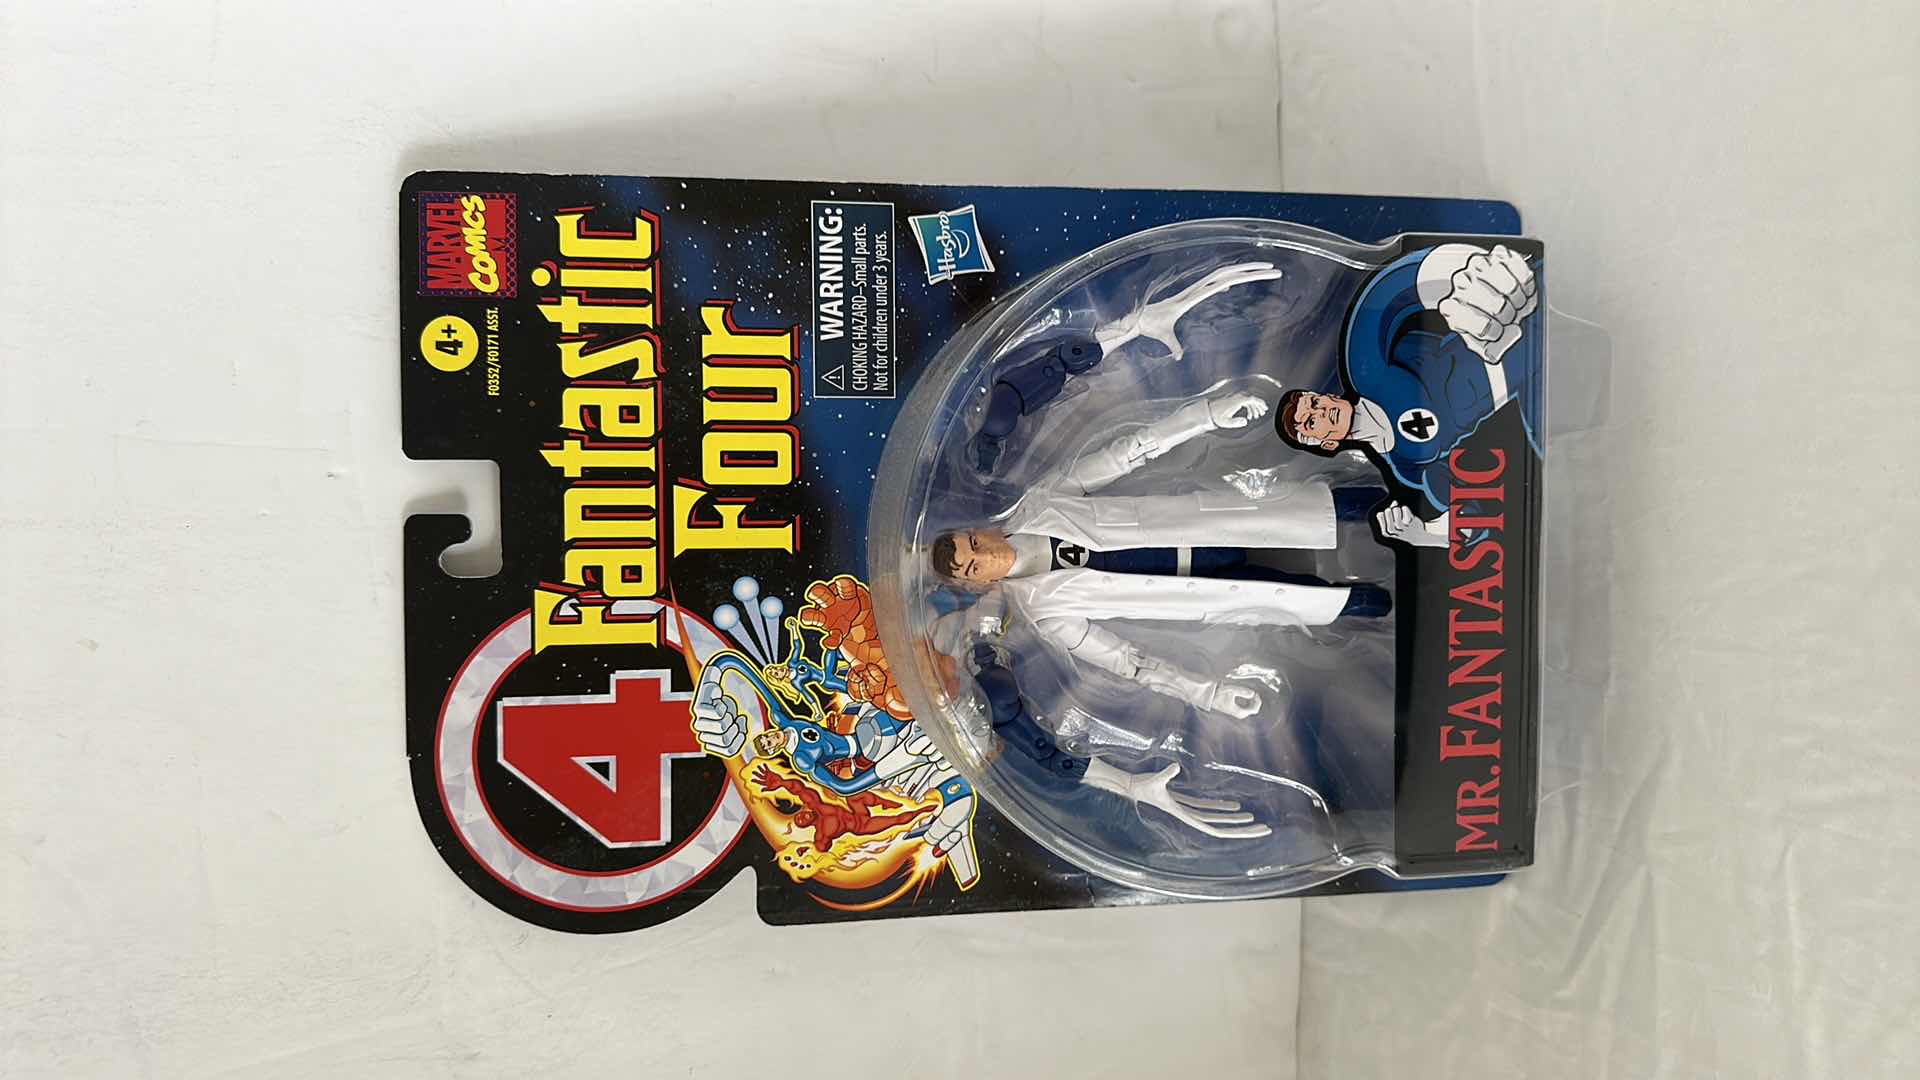 MARVEL
COMICS
4+
F0352/F0171 ASST.
4
Fantastic
Four
WARNING:
CHOKING HAZARD–Small parts.
Not for children under 3 years.
Hasbro
4
4
MR. FANTASTIC